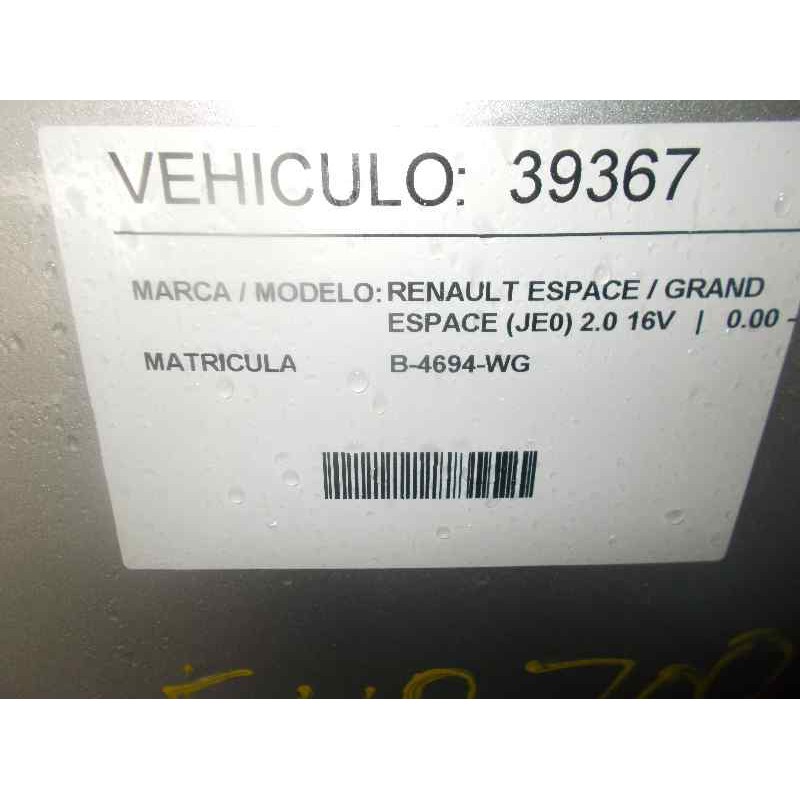 VEHICULO: 39367
MARCA / MODELO: RENAULT ESPACE / GRAND
ESPACE (JE0) 2.0 16V | 0.00 -
MATRICULA B-4694-WG